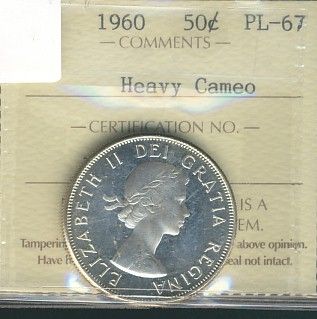 1960 50¢ PL-67
COMMENTS
Heavy Cameo
CERTIFICATION NO.
ELIZABETH II DEI GRATIA REGINA
IS A
EM.
Tampering above opinion.
Have seal not intact.